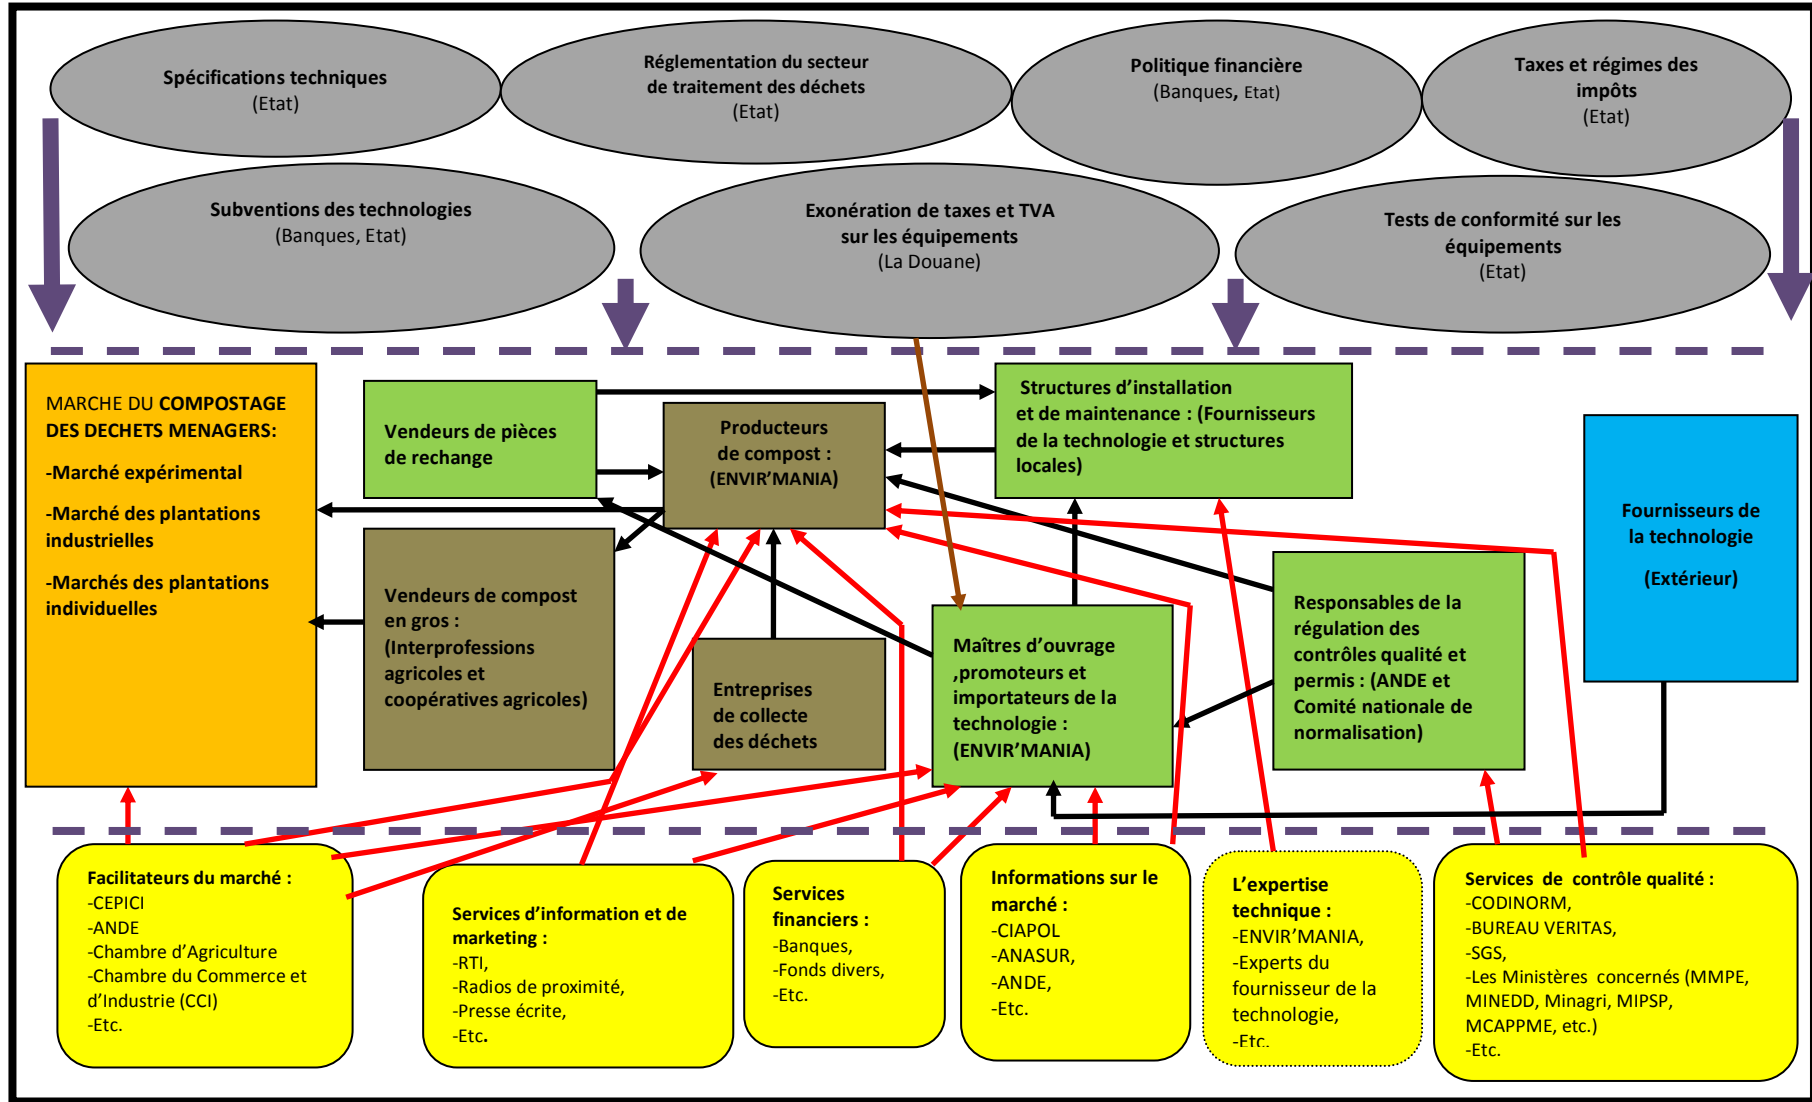 Spécifications techniques
(Etat)
Réglementation du secteur
de traitement des déchets
(Etat)
Politique financière
(Banques, Etat)
Taxes et régimes des
impôts
(Etat)
Subventions des technologies
(Banques, Etat)
Exonération de taxes et TVA
sur les équipements
(La Douane)
Tests de conformité sur les
équipements
(Etat)
MARCHE DU COMPOSTAGE
DES DECHETS MENAGERS:
-Marché expérimental
-Marché des plantations
industrielles
-Marchés des plantations
individuelles
Vendeurs de pièces
de rechange
Producteurs
de compost :
(ENVIR’MANIA)
Structures d’installation
et de maintenance : (Fournisseurs
de la technologie et structures
locales)
Fournisseurs de
la technologie
(Extérieur)
Vendeurs de compost
en gros :
(Interprofessions
agricoles et
coopératives agricoles)
Entreprises
de collecte
des déchets
Maîtres d’ouvrage
,promoteurs et
importateurs de la
technologie :
(ENVIR’MANIA)
Responsables de la
régulation des
contrôles qualité et
permis : (ANDE et
Comité nationale de
normalisation)
Facilitateurs du marché :
-CEPICI
-ANDE
-Chambre d’Agriculture
-Chambre du Commerce et
d’Industrie (CCI)
-Etc.
Services d’information et de
marketing :
-RTI,
-Radios de proximité,
-Presse écrite,
-Etc.
Services
financiers :
-Banques,
-Fonds divers,
-Etc.
Informations sur le
marché :
-CIAPOL
-ANASUR,
-ANDE,
-Etc.
L’expertise
technique :
-ENVIR’MANIA,
-Experts du
fournisseur de la
technologie,
-Etc.
Services de contrôle qualité :
-CODINORM,
-BUREAU VERITAS,
-SGS,
-Les Ministères concernés (MMPE,
MINEDD, Minagri, MIPSP,
MCAPPME, etc.)
-Etc.